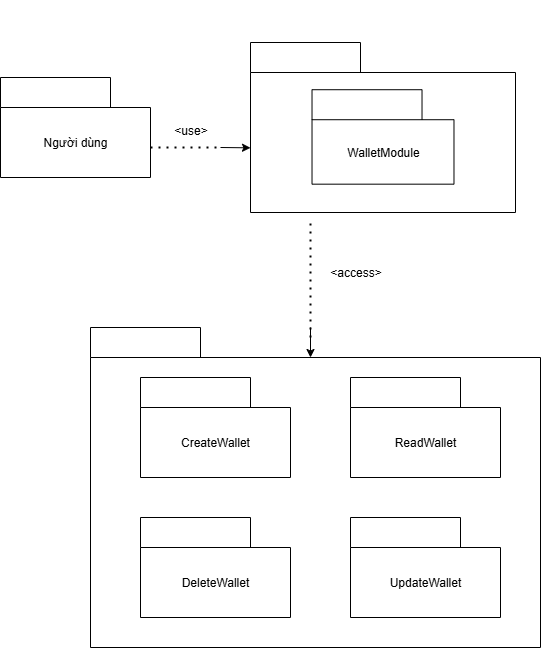 <use>
Người dùng
WalletModule
<access>
CreateWallet
ReadWallet
DeleteWallet
UpdateWallet